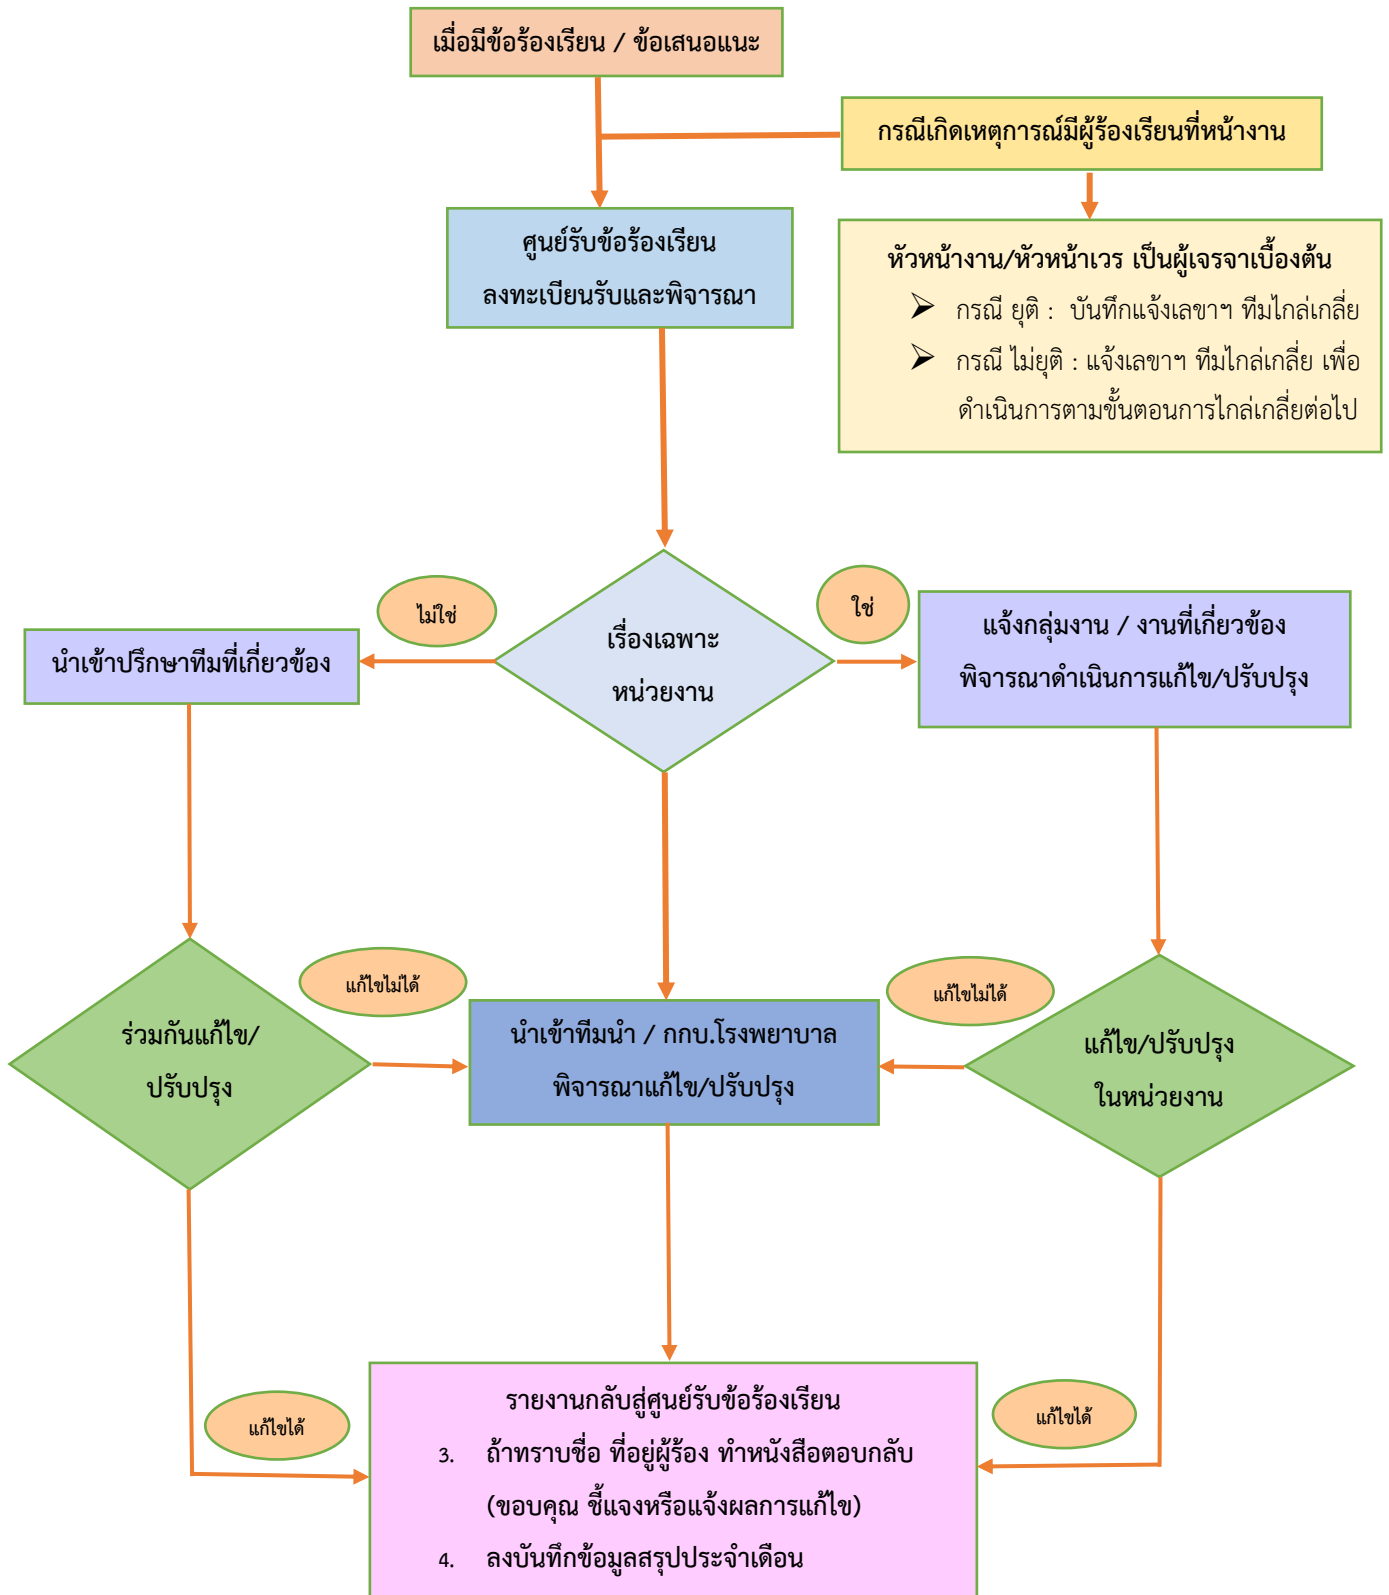 เมื่อมีข้อร้องเรียน / ข้อเสนอแนะ
กรณีเกิดเหตุการณ์มีผู้ร้องเรียนที่หน้างาน
ศูนย์รับข้อร้องเรียน
ลงทะเบียนรับและพิจารณา
หัวหน้างาน/หัวหน้าเวร เป็นผู้เจรจาเบื้องต้น
➢ กรณี ยุติ : บันทึกแจ้งเลขาฯ ทีมไกล่เกลี่ย
➢ กรณี ไม่ยุติ : แจ้งเลขาฯ ทีมไกล่เกลี่ย เพื่อ
ดำเนินการตามขั้นตอนการไกล่เกลี่ยต่อไป
ไม่ใช่
ใช่
นำเข้าปรึกษาทีมที่เกี่ยวข้อง
เรื่องเฉพาะ
หน่วยงาน
แจ้งกลุ่มงาน / งานที่เกี่ยวข้อง
พิจารณาดำเนินการแก้ไข/ปรับปรุง
แก้ไขไม่ได้
แก้ไขไม่ได้
ร่วมกันแก้ไข/
ปรับปรุง
นำเข้าทีมนำ / กกบ.โรงพยาบาล
พิจารณาแก้ไข/ปรับปรุง
แก้ไข/ปรับปรุง
ในหน่วยงาน
แก้ไขได้
แก้ไขได้
รายงานกลับสู่ศูนย์รับข้อร้องเรียน
3. ถ้าทราบชื่อ ที่อยู่ผู้ร้อง ทำหนังสือตอบกลับ
(ขอบคุณ ชี้แจงหรือแจ้งผลการแก้ไข)
4. ลงบันทึกข้อมูลสรุปประจำเดือน